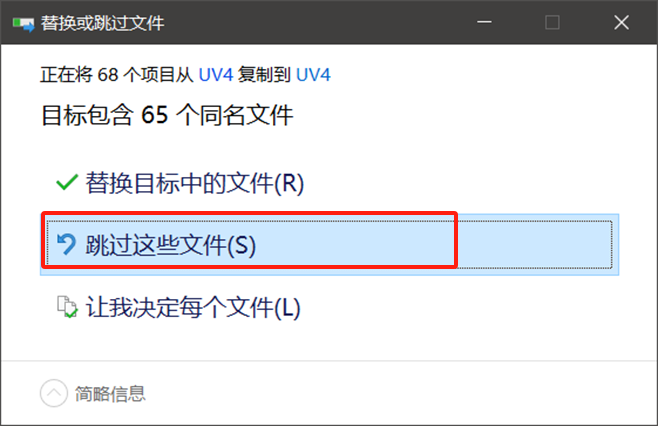 替换或跳过文件
正在将 68 个项目从 UV4 复制到 UV4
目标包含 65 个同名文件
替换目标中的文件(R)
跳过这些文件(S)
让我决定每个文件(L)
简略信息